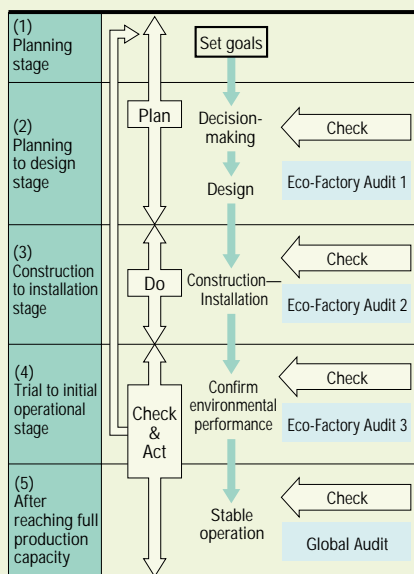 (1)
Planning
stage
Set goals
(2)
Planning
to design
stage
Plan
Decision-
making
Check
Design
Eco-Factory Audit 1
(3)
Construction
to installation
stage
Do
Construction—
Installation
Check
Eco-Factory Audit 2
(4)
Trial to initial
operational
stage
Check
& 
Act
Confirm
environmental
performance
Check
Eco-Factory Audit 3
(5)
After
reaching full
production
capacity
Stable
operation
Check
Global Audit